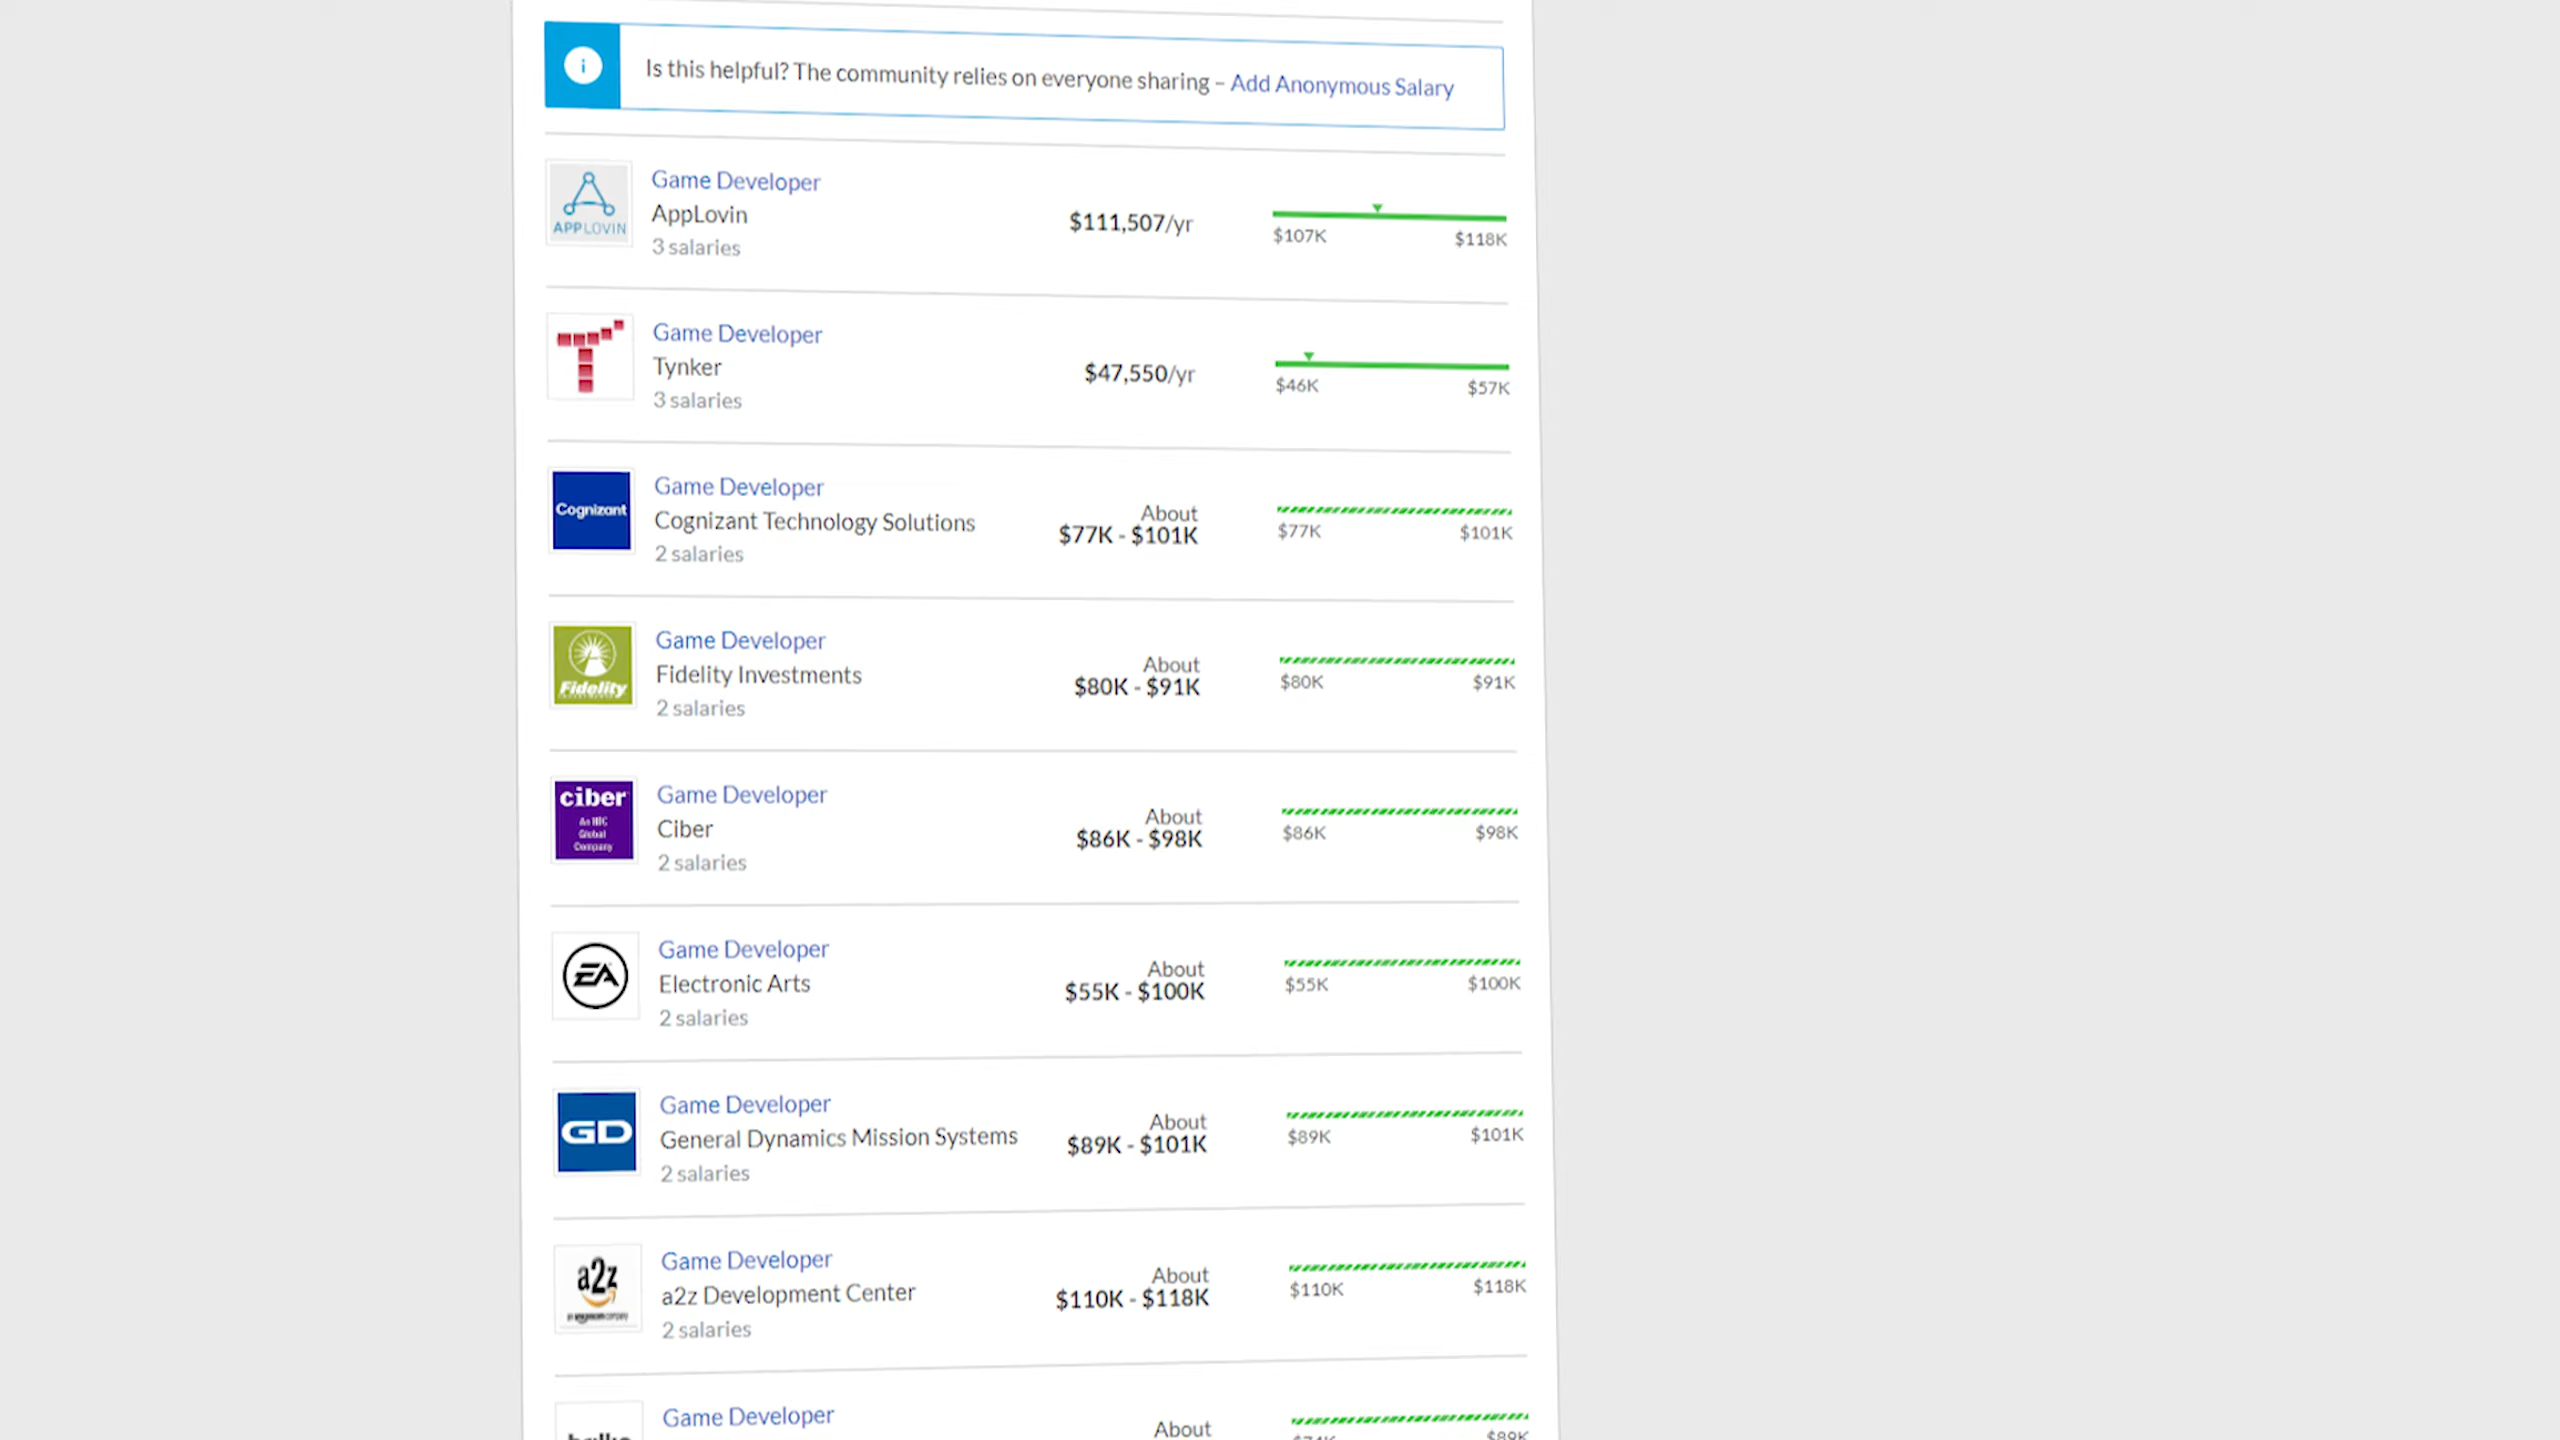 i
Is this helpful? The community relies on everyone sharing – Add Anonymous Salary
APPLOVIN
Game Developer
AppLovin
3 salaries
$111,507/yr
$107K
$118K
Game Developer
Tynker
3 salaries
$47,550/yr
$46K
$57K
Cognizant
Game Developer
Cognizant Technology Solutions
2 salaries
About
$77K - $101K
$77K
$101K
Fidelity
Game Developer
Fidelity Investments
2 salaries
About
$80K - $91K
$80K
$91K
ciber
Global
Company
Game Developer
Ciber
2 salaries
About
$86K - $98K
$86K
$98K
EA
Game Developer
Electronic Arts
2 salaries
About
$55K - $100K
$55K
$100K
GD
Game Developer
General Dynamics Mission Systems
2 salaries
About
$89K - $101K
$89K
$101K
a2z
Game Developer
a2z Development Center
2 salaries
About
$110K - $118K
$110K
$118K
Game Developer
About
$89K